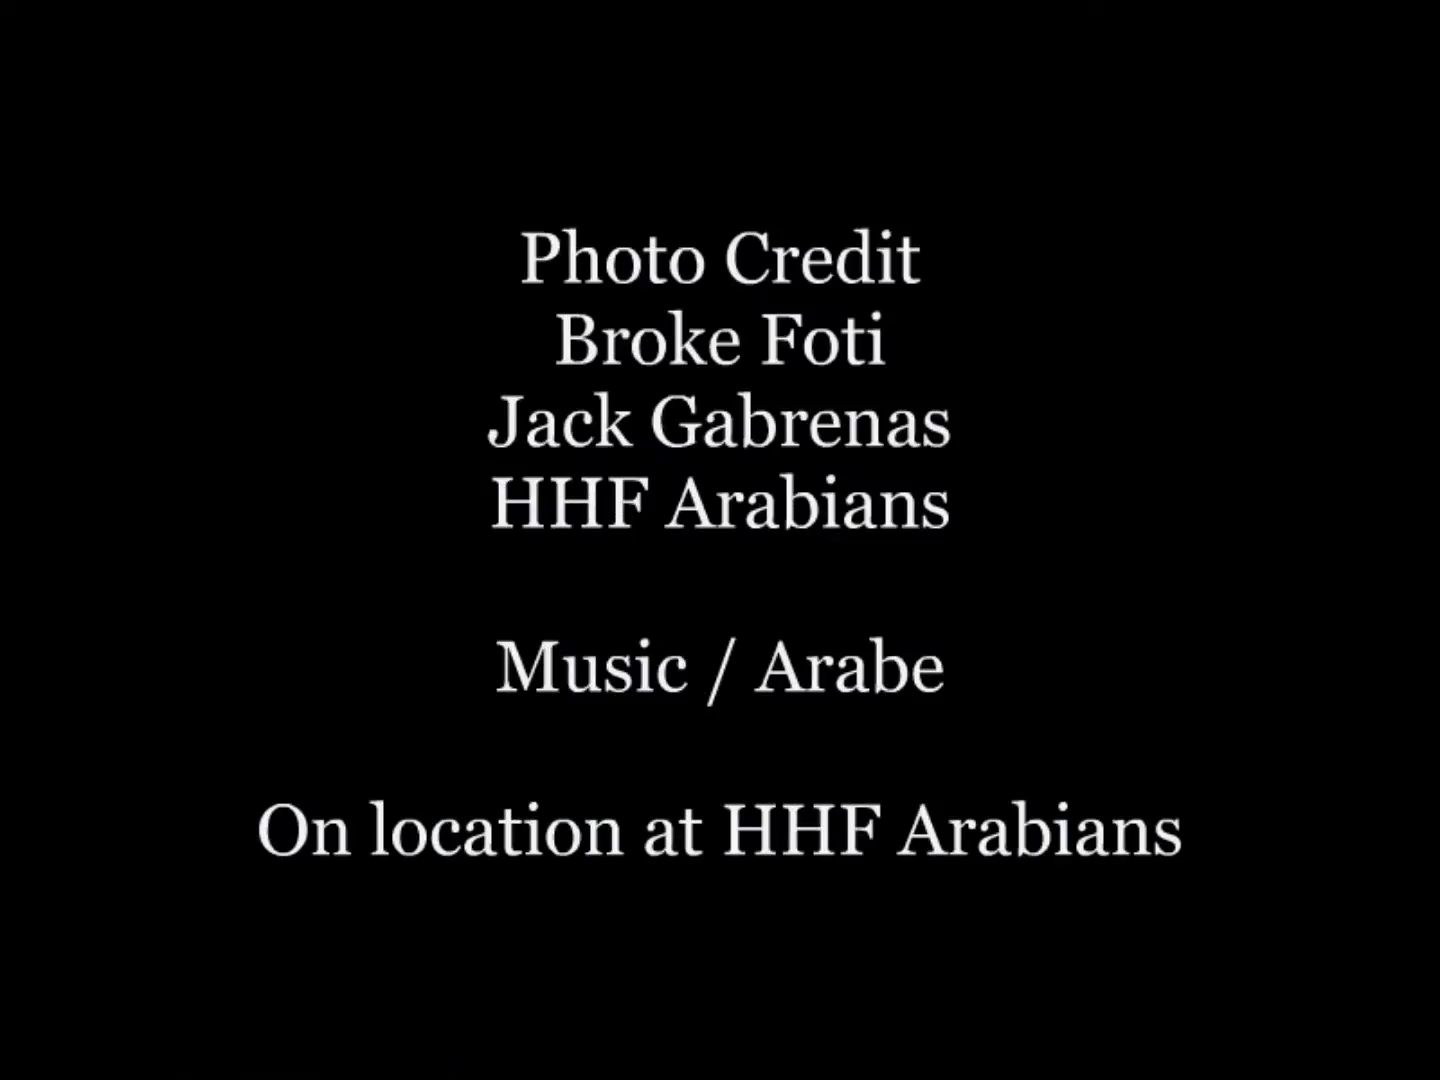 Photo Credit
Broke Foti
Jack Gabrenas
HHF Arabians
Music / Arabe
On location at HHF Arabians